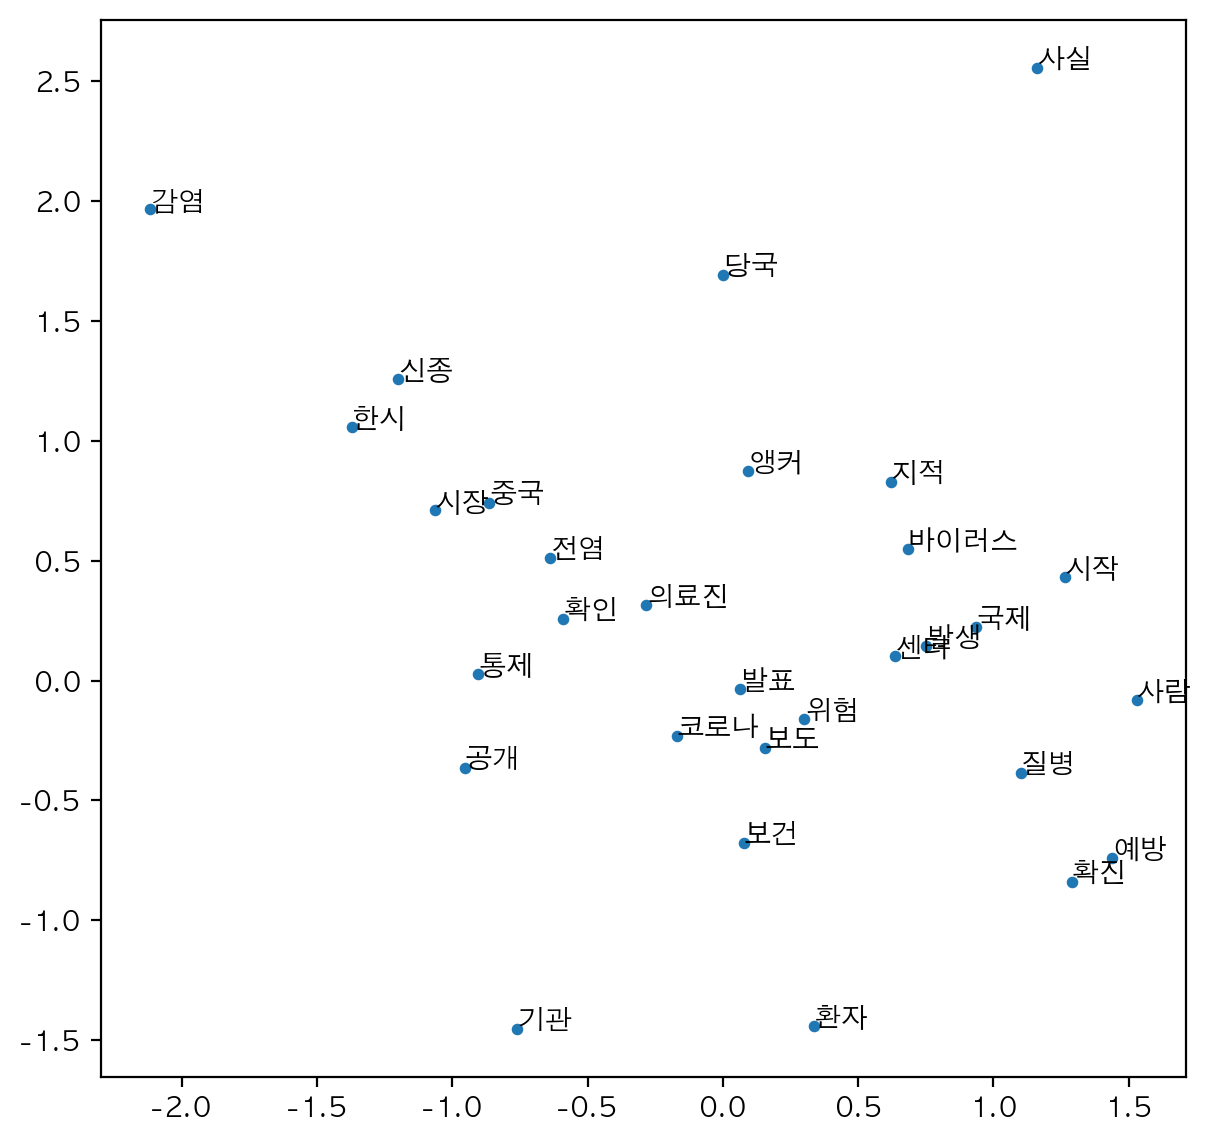 2.5
2.0
1.5
1.0
0.5
0.0
-0.5
-1.0
-1.5
사실
감염
당국
신종
한시
앵커
지적
시장
중국
전염
바이러스
시작
의료진
확인
국제
발생
센터
통제
발표
사람
위험
코로나
보도
공개
질병
보건
예방
확진
기관
환자
-2.0 -1.5 -1.0 -0.5 0.0 0.5 1.0 1.5